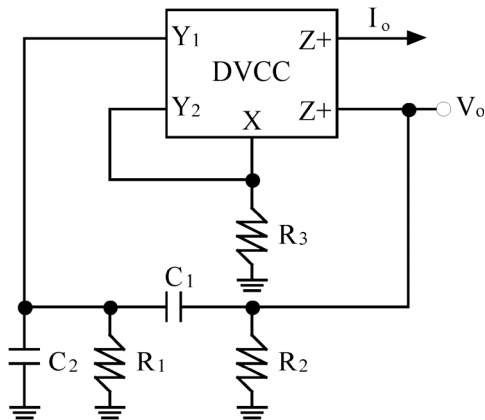 Y₁
Z+
Iₒ
DVCC
Y₂
Z+
Vₒ
X
R₃
C₁
C₂
R₁
R₂